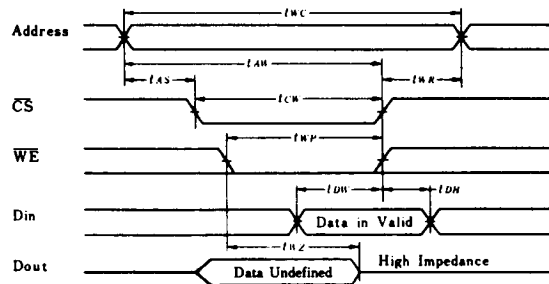 tWC
Address
tAW
tAS
tWR
tCW
CS
tWP
WE
tDW
tDH
Din
Data in Valid
tWZ
High Impedance
Dout
Data Undefined